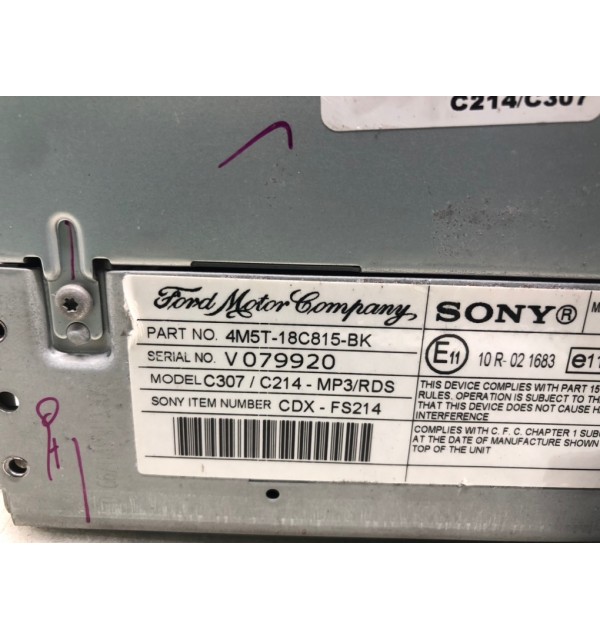 C214/C307
Ford Motor Company
SONY®
PART NO. 4M5T-18C815-BK
SERIAL NO. V079920
MODEL C307 / C214 - MP3/RDS
SONY ITEM NUMBER CDX - FS214
E11 10 R- 02 1683 e11
THIS DEVICE COMPLIES WITH PART 15
RULES. OPERATION IS SUBJECT TO TH
THAT THIS DEVICE DOES NOT CAUSE HA
INTERFERENCE
COMPLIES WITH C. F. C. CHAPTER 1 SUBC
AT THE DATE OF MANUFACTURE SHOWN
TOP OF THE UNIT